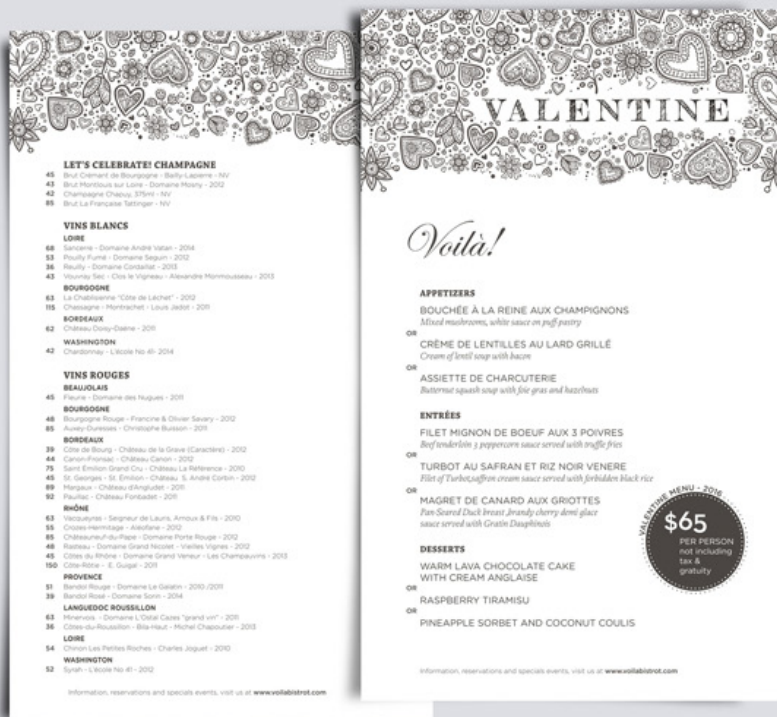 LET'S CELEBRATE! CHAMPAGNE
45 Brut Crémant de Bourgogne - Bailly-Lapierre - NV
43 Brut Montlouis sur Loire - Domaine Mosny - 2012
42 Champagne Chapuy, 375ml - NV
85 Brut La Française Tattinger - NV
VINS BLANCS
LOIRE
68 Sancerre - Domaine André Vatan - 2014
53 Pouilly Fumé - Domaine Seguin - 2012
36 Reuilly - Domaine Cordaillat - 2013
43 Vouvray Sec - Clos le Vigneau - Alexandre Monmousseau - 2013
BOURGOGNE
63 La Chablisienne "Côte de Léchet" - 2012
115 Chassagne - Montrachet - Louis Jadot - 2011
BORDEAUX
62 Château Doisy-Daëne - 2011
WASHINGTON
42 Chardonnay - L'école No 41- 2014
VINS ROUGES
BEAUJOLAIS
45 Fleurie - Domaine des Nugues - 2011
BOURGOGNE
48 Bourgogne Rouge - Francine & Olivier Savary - 2012
85 Auxey-Duresses - Christophe Buisson - 2011
BORDEAUX
39 Côte de Bourg - Château de la Grave (Caractère) - 2012
44 Canon-Fronsac - Château Canon - 2012
75 Saint Émilion Grand Cru - Château La Référence - 2010
45 St. Georges - St. Émilion - Château S. André Corbin - 2012
89 Margaux - Château d'Angludet - 2011
92 Pauillac - Château Fonbadet - 2011
RHÔNE
63 Vacqueyras - Seigneur de Lauris, Arnoux & Fils - 2010
55 Crozes-Hermitage - Aléofane - 2012
85 Châteauneuf-du-Pape - Domaine Porte Rouge - 2012
48 Rasteau - Domaine Grand Nicolet - Vieilles Vignes - 2012
45 Côtes du Rhône - Domaine Grand Veneur - Les Champauvins - 2013
150 Côte-Rôtie - E. Guigal - 2011
PROVENCE
51 Bandol Rouge - Domaine Le Galatin - 2010 /2011
39 Bandol Rosé - Domaine Sorin - 2014
LANGUEDOC ROUSSILLON
63 Minervois - Domaine L'Ostal Cazes "grand vin" - 2011
36 Côtes-du-Roussillon - Bila-Haut - Michel Chapoutier - 2013
LOIRE
54 Chinon Les Petites Roches - Charles Joguet - 2010
WASHINGTON
52 Syrah - L'école No 41 - 2012
Information, reservations and specials events, visit us at www.voilabistrot.com
VALENTINE
Voilà!
APPETIZERS
BOUCHÉE À LA REINE AUX CHAMPIGNONS
Mixed mushrooms, white sauce on puff pastry
OR
CRÈME DE LENTILLES AU LARD GRILLÉ
Cream of lentil soup with bacon
OR
ASSIETTE DE CHARCUTERIE
Butternut squash soup with foie gras and hazelnuts
ENTRÉES
FILET MIGNON DE BOEUF AUX 3 POIVRES
Beef tenderloin 3 peppercorn sauce served with truffle fries
OR
TURBOT AU SAFRAN ET RIZ NOIR VENERE
Filet of Turbot,saffron cream sauce served with forbidden black rice
OR
MAGRET DE CANARD AUX GRIOTTES
Pan-Seared Duck breast ,brandy cherry demi glace
sauce served with Gratin Dauphinois
DESSERTS
WARM LAVA CHOCOLATE CAKE
WITH CREAM ANGLAISE
OR
RASPBERRY TIRAMISU
OR
PINEAPPLE SORBET AND COCONUT COULIS
VALENTINE MENU - 2016
$65
PER PERSON
not including
tax &
gratuity
Information, reservations and specials events, visit us at www.voilabistrot.com